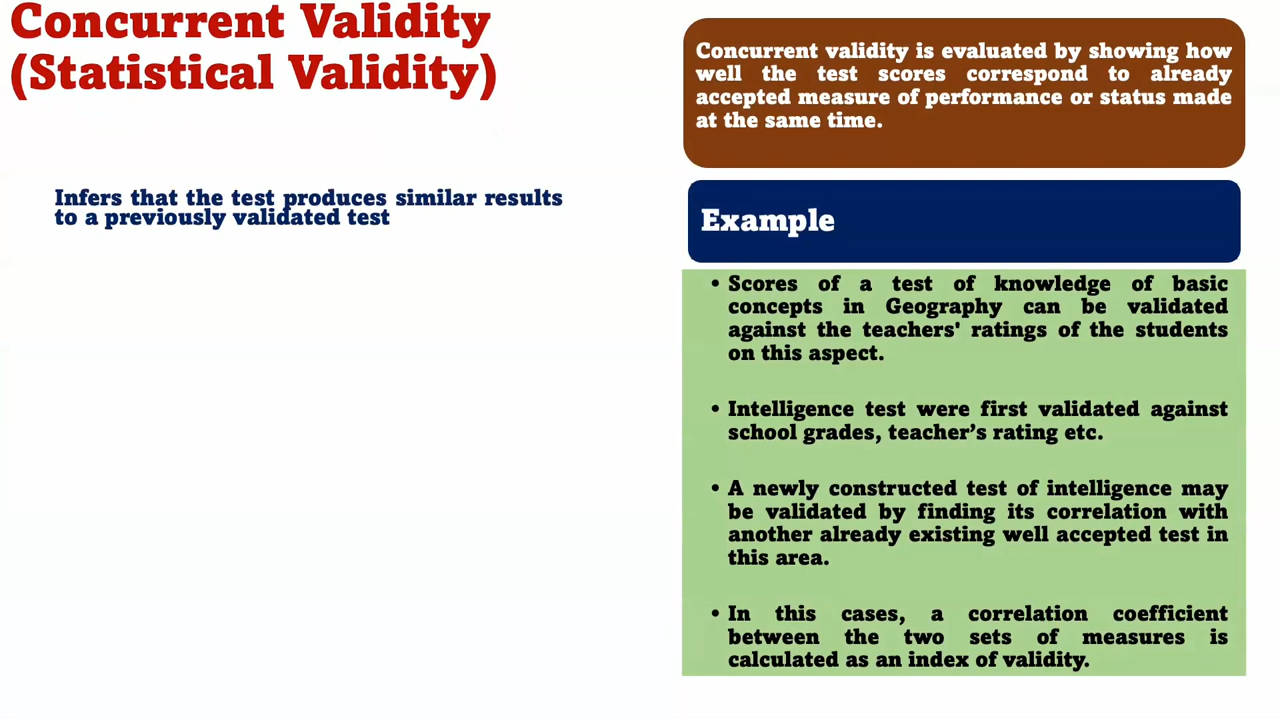 Concurrent Validity
(Statistical Validity)
Infers that the test produces similar results
to a previously validated test
Concurrent validity is evaluated by showing how
well the test scores correspond to already
accepted measure of performance or status made
at the same time.
Example
• Scores of a test of knowledge of basic
concepts in Geography can be validated
against the teachers' ratings of the students
on this aspect.
• Intelligence test were first validated against
school grades, teacher’s rating etc.
• A newly constructed test of intelligence may
be validated by finding its correlation with
another already existing well accepted test in
this area.
• In this cases, a correlation coefficient
between the two sets of measures is
calculated as an index of validity.